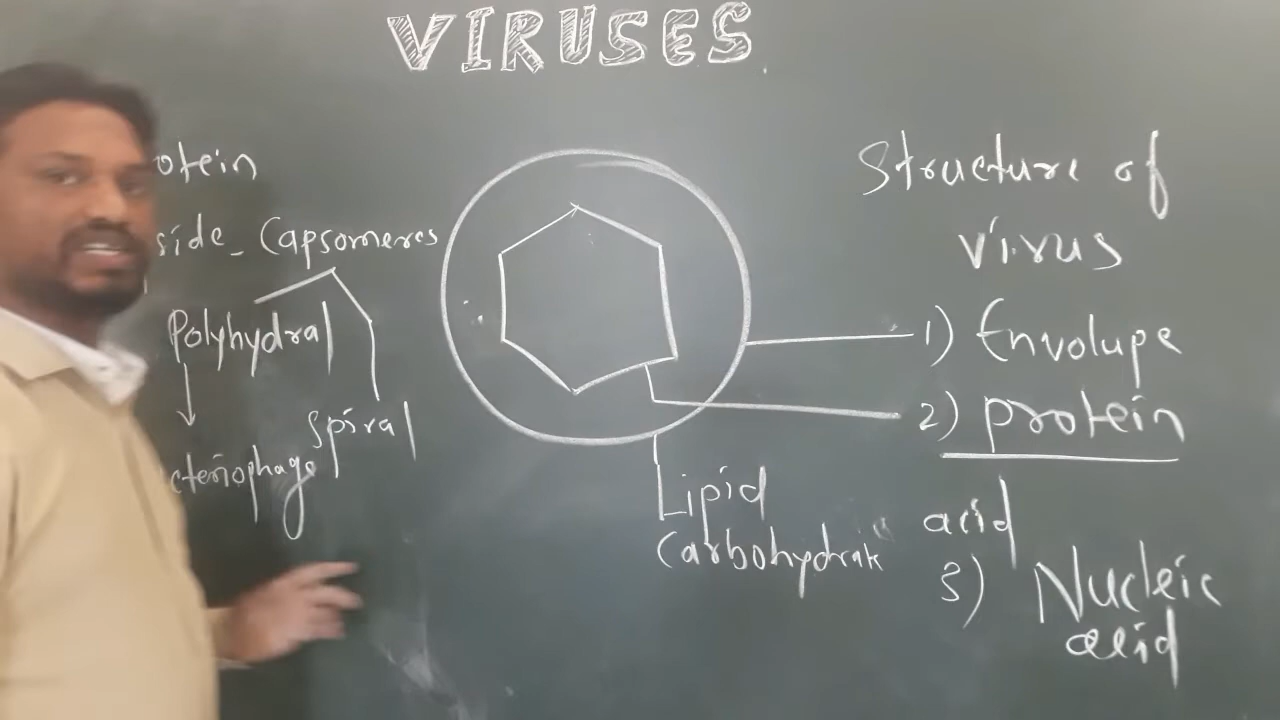 VIRUSES
otein
side_ Capsomeres
Polyhydral
Spiral
cteriophage
Lipid
Carbohydrate
Structure of
Virus
1) Envolupe
2) Protein
acid
3) Nucleic
acid